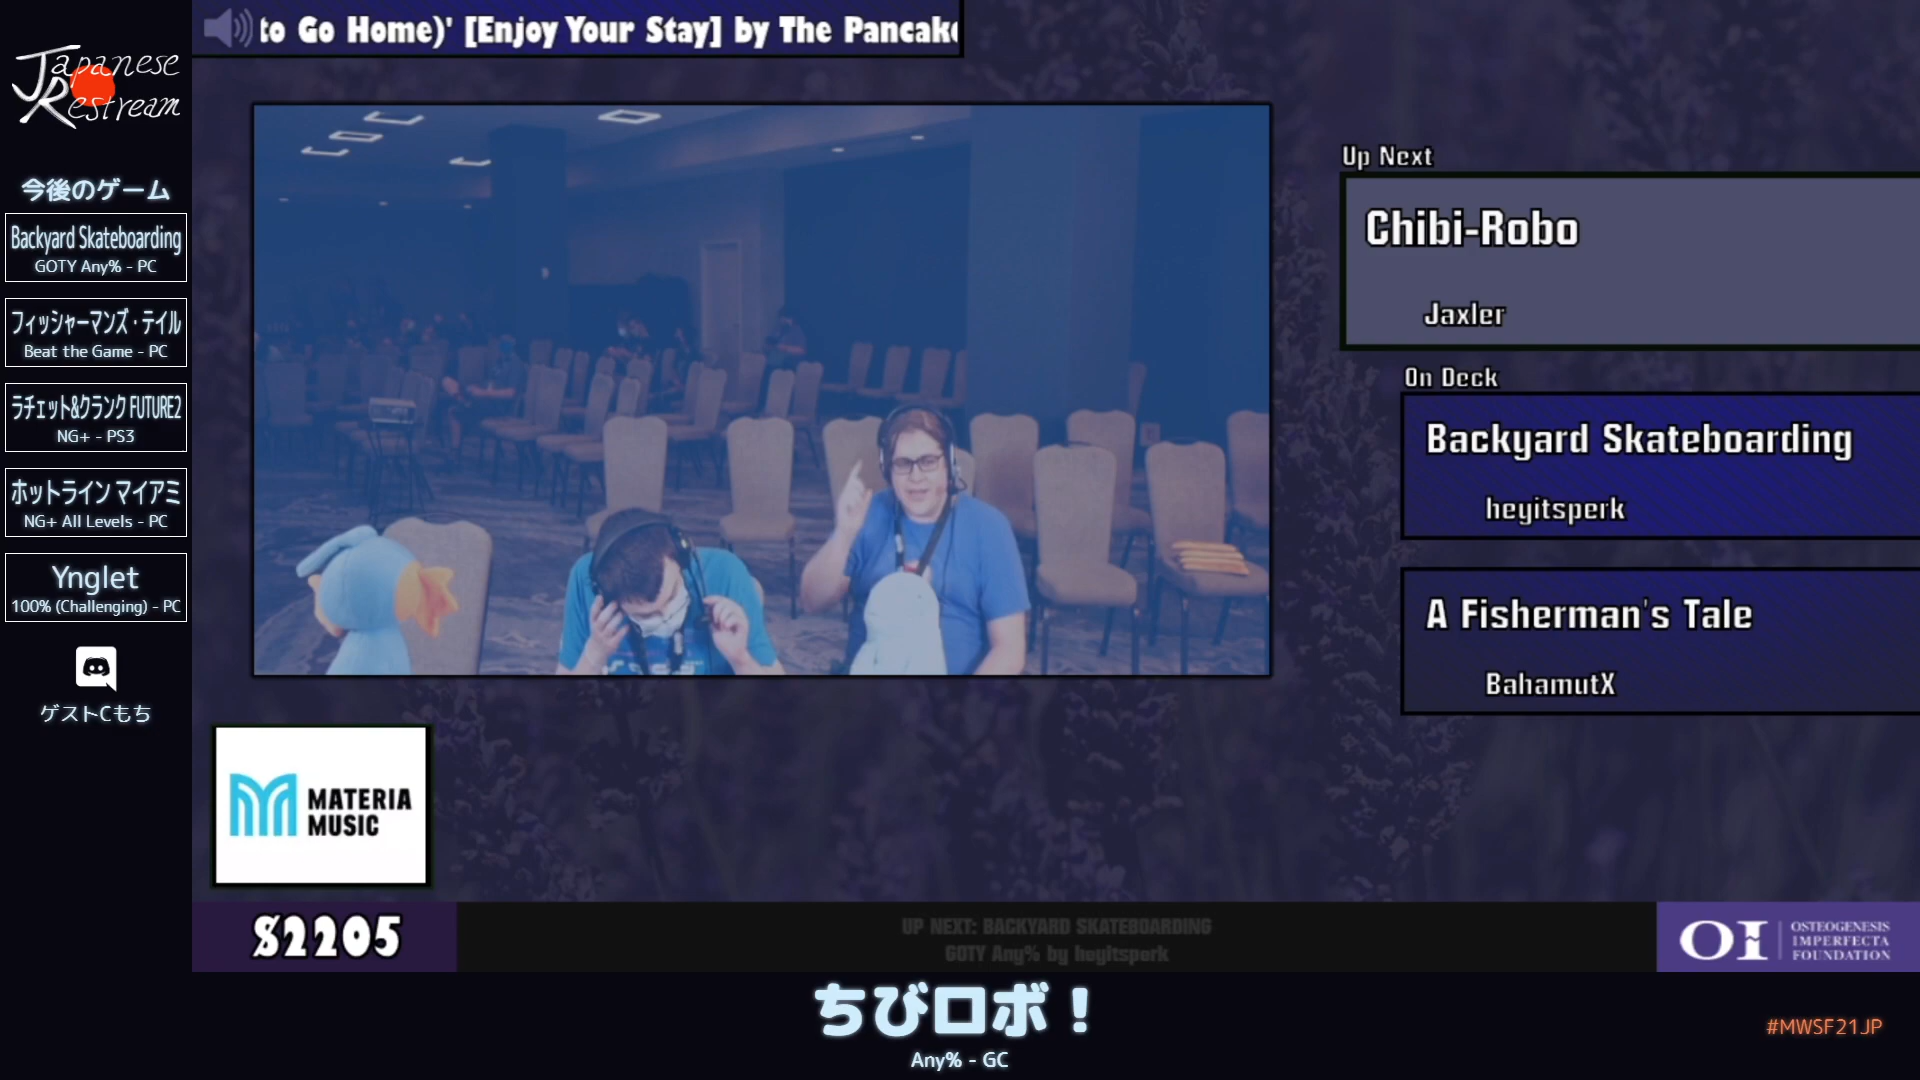 Japanese
Restream
今後のゲーム
Backyard Skateboarding
GOTY Any% - PC
フィッシャーマンズ・テイル
Beat the Game - PC
ラチェット&クランク FUTURE2
NG+ - PS3
ホットライン マイアミ
NG+ All Levels - PC
Ynglet
100% (Challenging) - PC
ゲストCもち
to Go Home)' [Enjoy Your Stay] by The Pancake
Up Next
Chibi-Robo
Jaxler
On Deck
Backyard Skateboarding
heyitsperk
A Fisherman's Tale
BahamutX
MATERIA
MUSIC
$2205
UP NEXT: BACKYARD SKATEBOARDING
GOTY Any% by heyitsperk
OI OSTEOGENESIS
IMPERFECTA
FOUNDATION
ちびロボ！
Any% - GC
#MWSF21JP